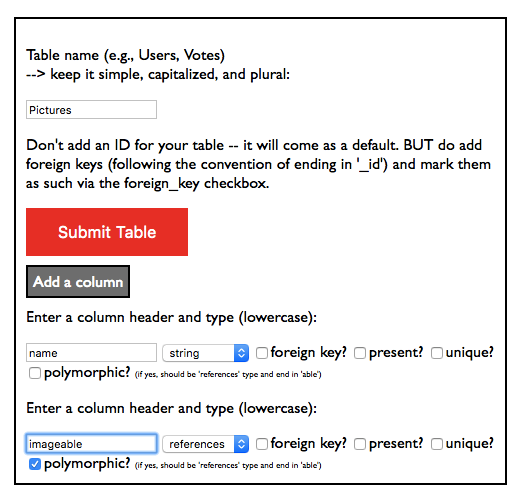 Table name (e.g., Users, Votes)
--> keep it simple, capitalized, and plural:
Pictures
Don't add an ID for your table -- it will come as a default. BUT do add
foreign keys (following the convention of ending in '_id') and mark them
as such via the foreign_key checkbox.
Submit Table
Add a column
Enter a column header and type (lowercase):
name string foreign key? present? unique?
polymorphic? (if yes, should be 'references' type and end in 'able')
Enter a column header and type (lowercase):
imageable references foreign key? present? unique?
polymorphic? (if yes, should be 'references' type and end in 'able')